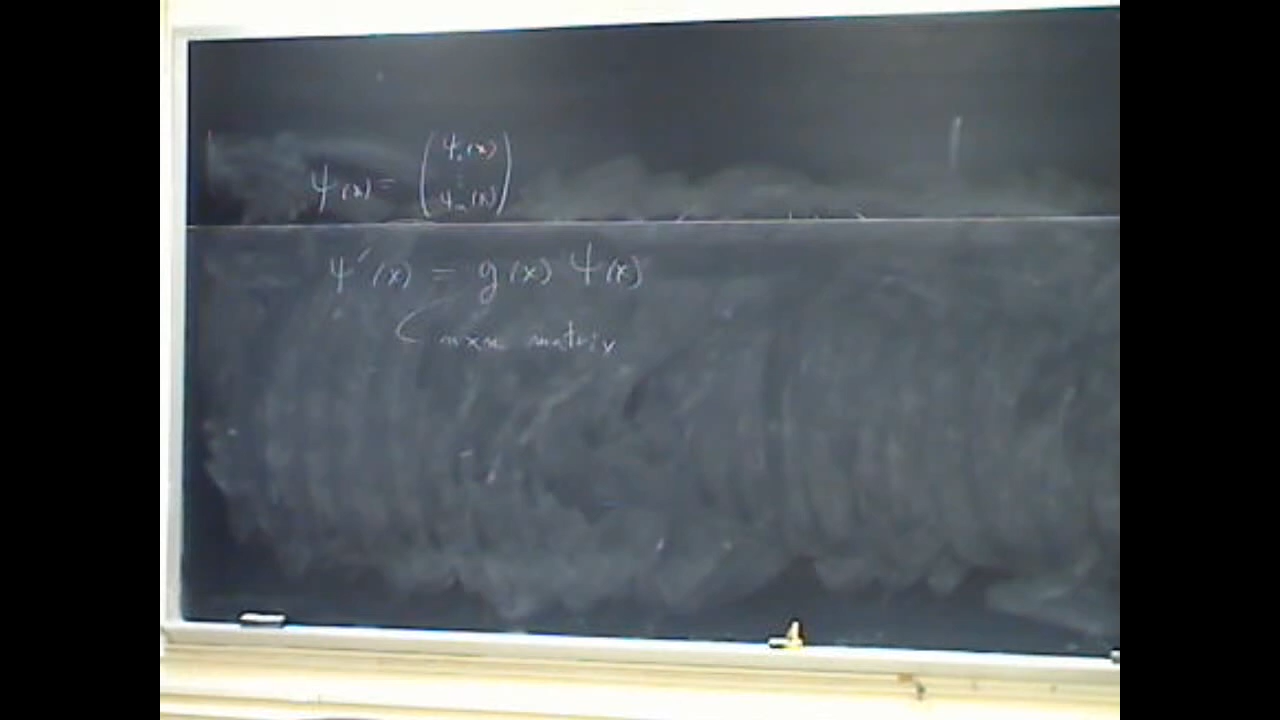 ψ₁(x)
ψ(x) = ⋮
ψₙ(x)
ψ′(x) = g(x) ψ(x)
n×n matrix